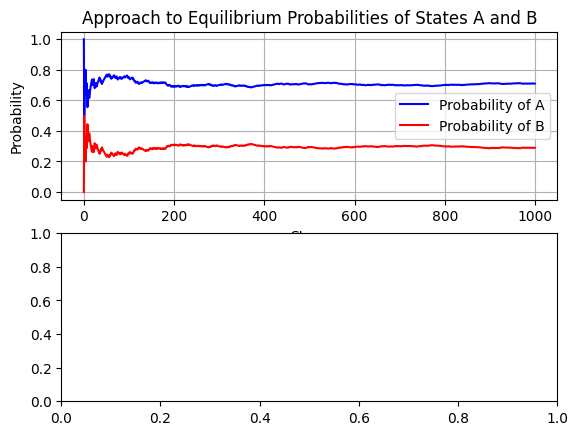 Approach to Equilibrium Probabilities of States A and B
1.0
0.8
0.6
0.4
0.2
0.0
Probability
Probability of A
Probability of B
0 200 400 600 800 1000
1.0
0.8
0.6
0.4
0.2
0.0
0.0 0.2 0.4 0.6 0.8 1.0